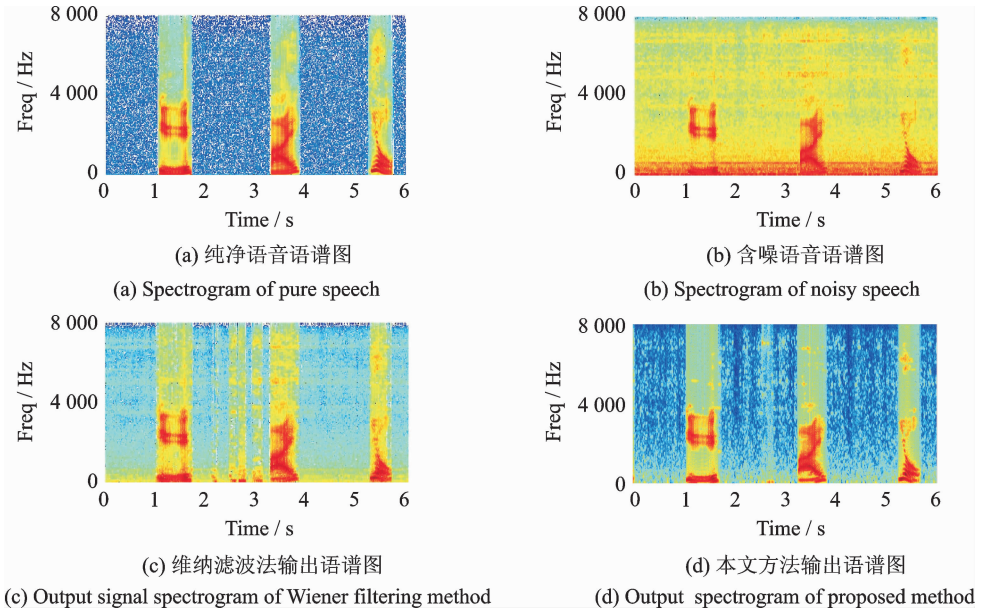 8 000
4 000
0
Freq / Hz
0 1 2 3 4 5 6
Time / s
(a) 纯净语音语谱图
(a) Spectrogram of pure speech
8 000
4 000
0
Freq / Hz
0 1 2 3 4 5 6
Time / s
(b) 含噪语音语谱图
(b) Spectrogram of noisy speech
8 000
4 000
0
Freq / Hz
0 1 2 3 4 5 6
Time / s
(c) 维纳滤波法输出语谱图
(c) Output signal spectrogram of Wiener filtering method
8 000
4 000
0
Freq / Hz
0 1 2 3 4 5 6
Time / s
(d) 本文方法输出语谱图
(d) Output spectrogram of proposed method